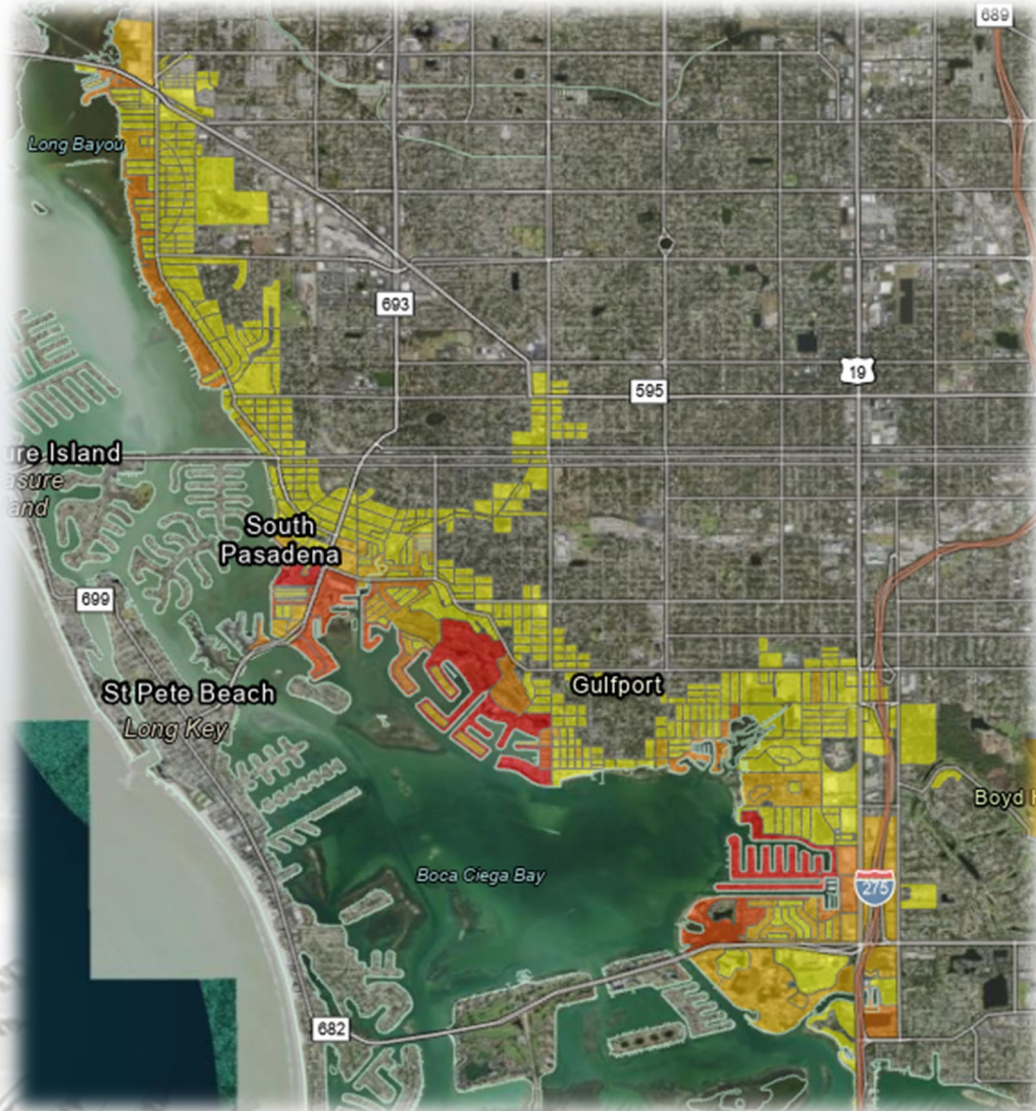 689
Long Bayou
693
19
595
ure Island
asure
and
South
Pasadena
699
Gulfport
St Pete Beach
Long Key
Boyd
Boca Ciega Bay
275
682